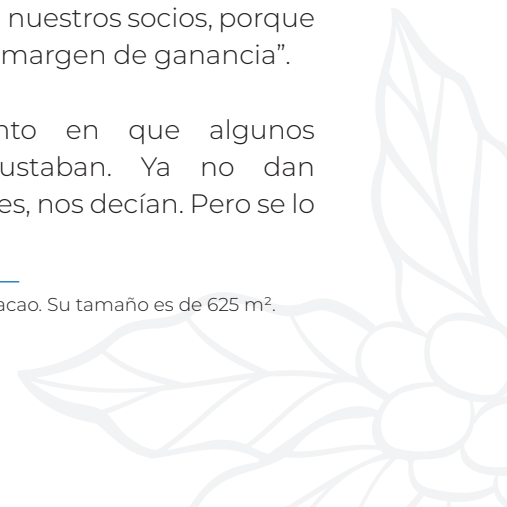 nuestros socios, porque
margen de ganancia”.
nto en que algunos
ustaban. Ya no dan
es, nos decían. Pero se lo
acao. Su tamaño es de 625 m².